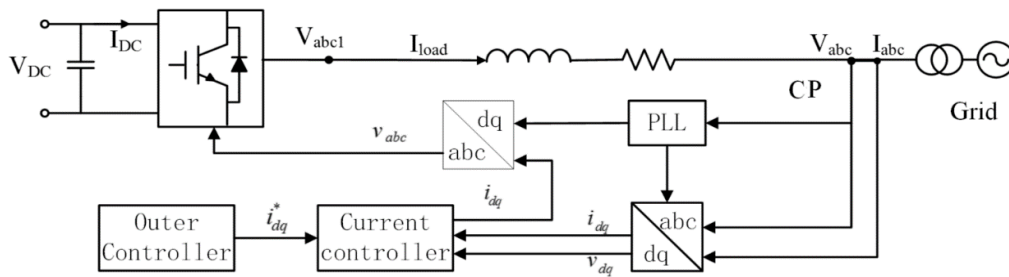 I_DC
V_DC
V_abc1
I_load
V_abc
I_abc
CP
Grid
dq
abc
PLL
v_abc
i_dq
Outer
Controller
i*_dq
Current
controller
i_dq
v_dq
abc
dq